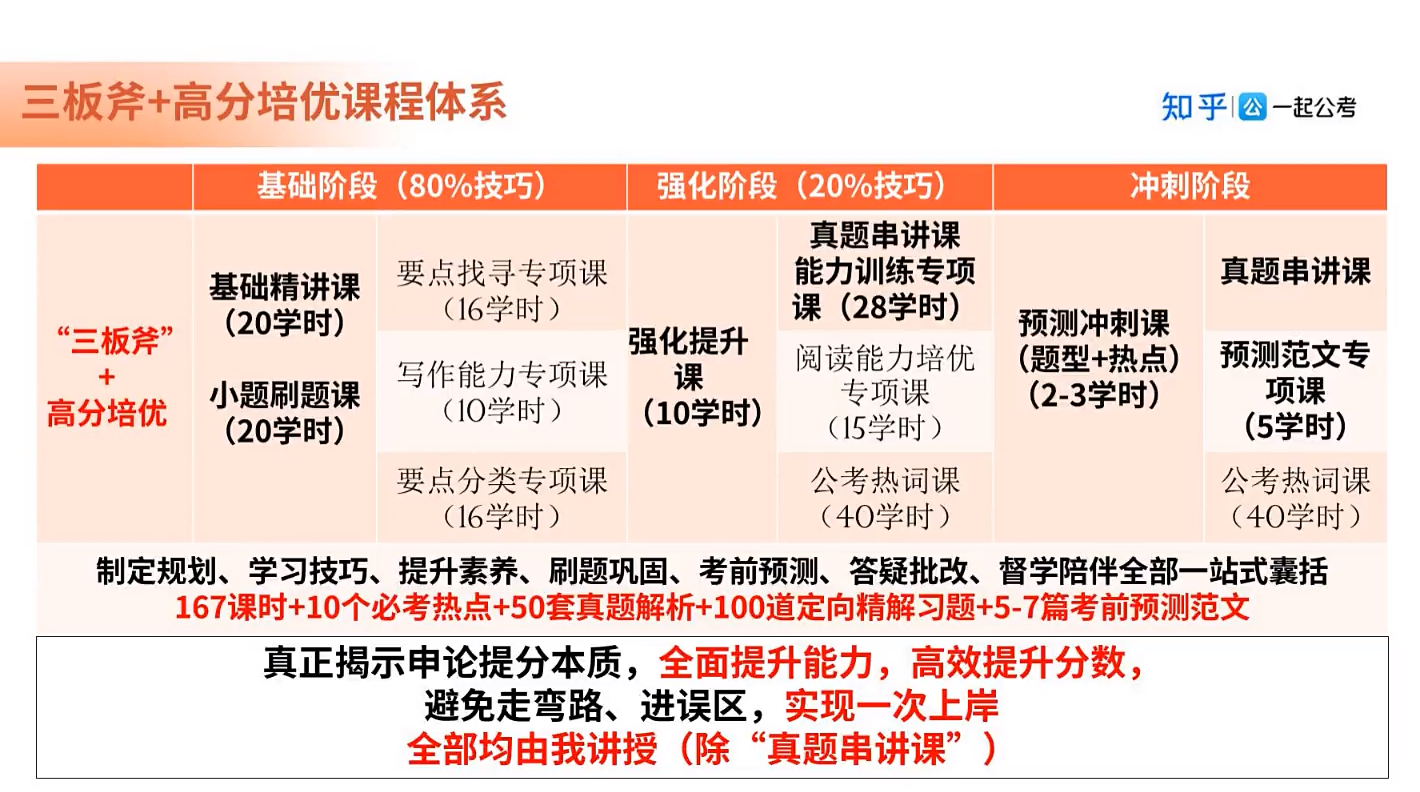 三板斧+高分培优课程体系
知乎 公 一起公考
基础阶段（80%技巧）
强化阶段（20%技巧）
冲刺阶段
“三板斧”
+
高分培优
基础精讲课
（20学时）
小题刷题课
（20学时）
要点找寻专项课
（16学时）
写作能力专项课
（10学时）
要点分类专项课
（16学时）
强化提升
课
（10学时）
真题串讲课
能力训练专项
课（28学时）
阅读能力培优
专项课
（15学时）
公考热词课
（40学时）
预测冲刺课
（题型+热点）
（2-3学时）
真题串讲课
预测范文专
项课
（5学时）
公考热词课
（40学时）
制定规划、学习技巧、提升素养、刷题巩固、考前预测、答疑批改、督学陪伴全部一站式囊括
167课时+10个必考热点+50套真题解析+100道定向精解习题+5-7篇考前预测范文
真正揭示申论提分本质，全面提升能力，高效提升分数，
避免走弯路、进误区，实现一次上岸
全部均由我讲授（除“真题串讲课”）